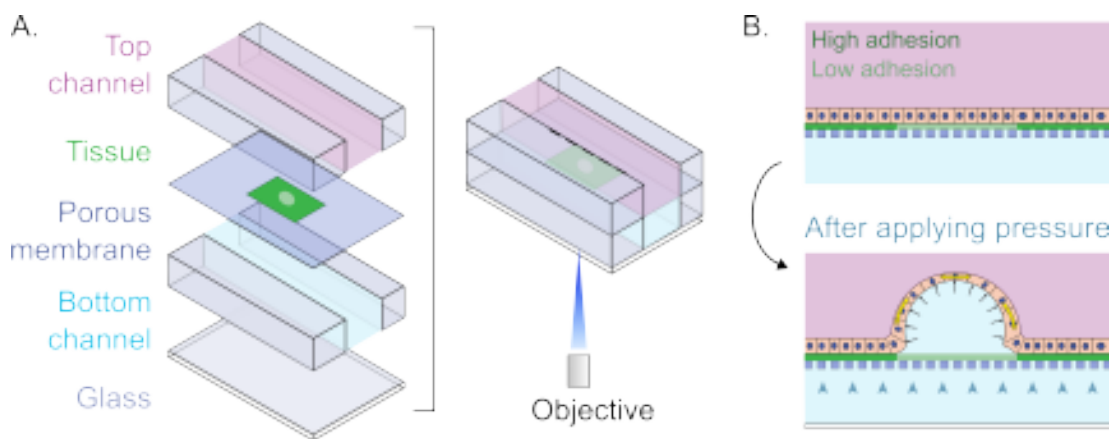 A.
Top
channel
Tissue
Porous
membrane
Bottom
channel
Glass
Objective
B.
High adhesion
Low adhesion
After applying pressure